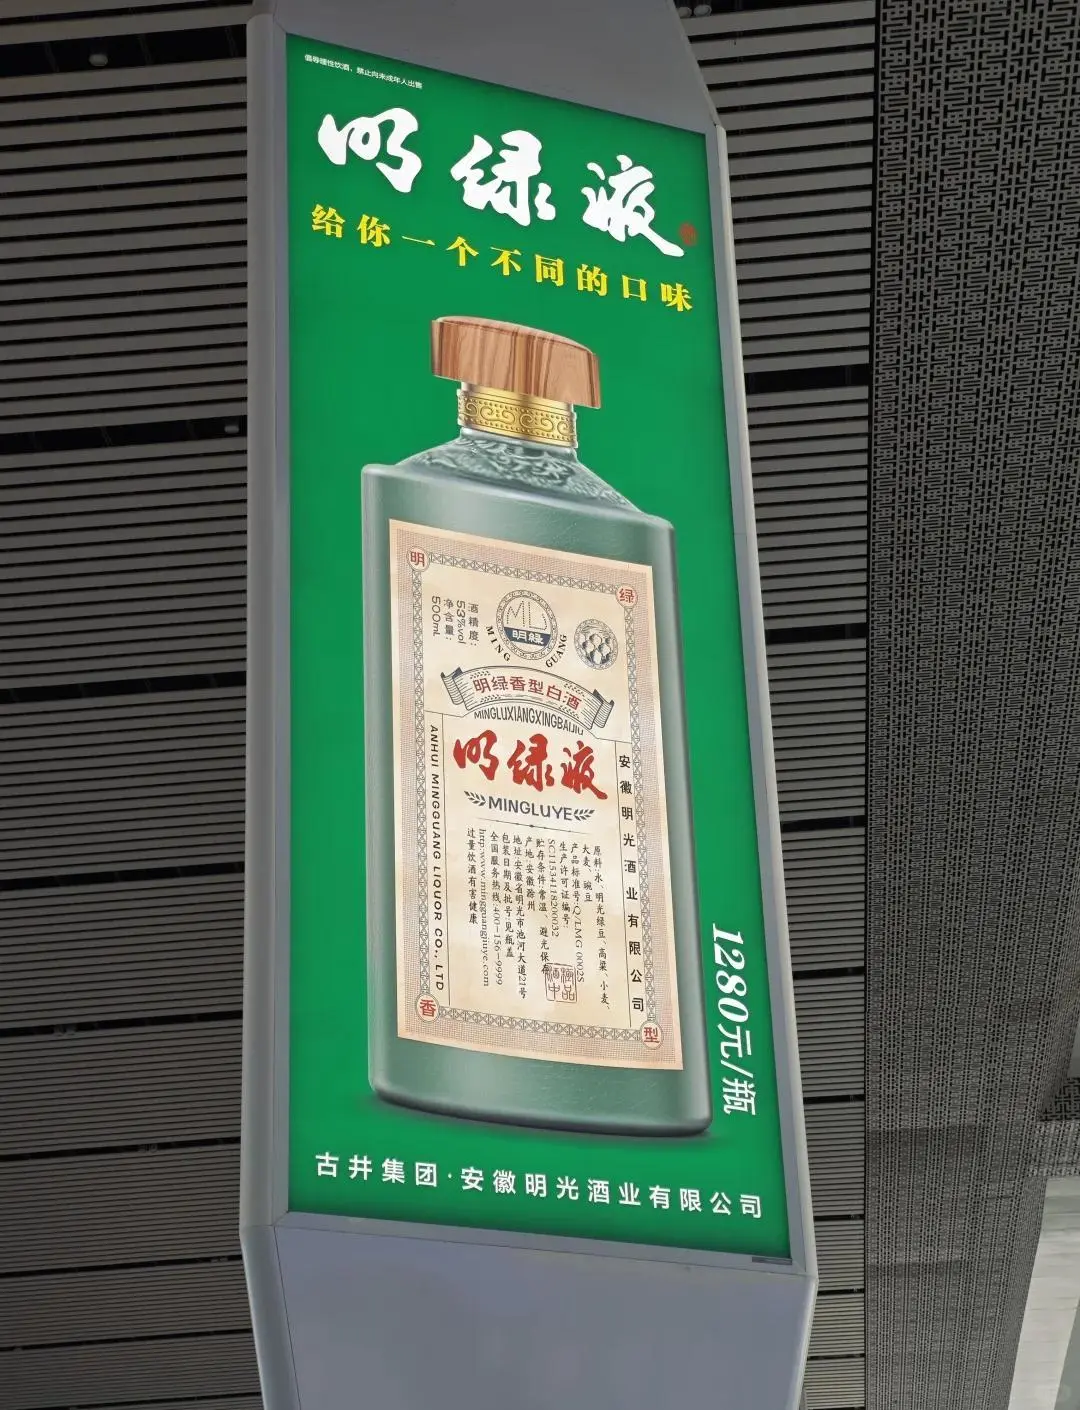 倡导理性饮酒，禁止向未成年人出售
明绿液
给你一个不同的口味
明
绿
酒精度：
53%vol
净含量：
500mL
明緑
MING GUANG
明绿香型白酒
MINGLUXIANGXINGBAIJIU
明绿液
MINGLUYE
安徽明光酒业有限公司
ANHUI MINGGUANG LIQUOR CO., LTD
原料:水、明光绿豆、高粱、小麦、
大麦、豌豆
产品标准号:Q/LMG 0002S
生产许可证编号:
SC11534118200032
贮存条件:常温、避光保存
产地:安徽滁州
地址:安徽省明光市池河大道21号
包装日期及批号:见瓶盖
全国服务热线:400-156-9999
http:www.mingguangjiuye.com
过量饮酒有害健康
香
型
1280元/瓶
古井集团·安徽明光酒业有限公司